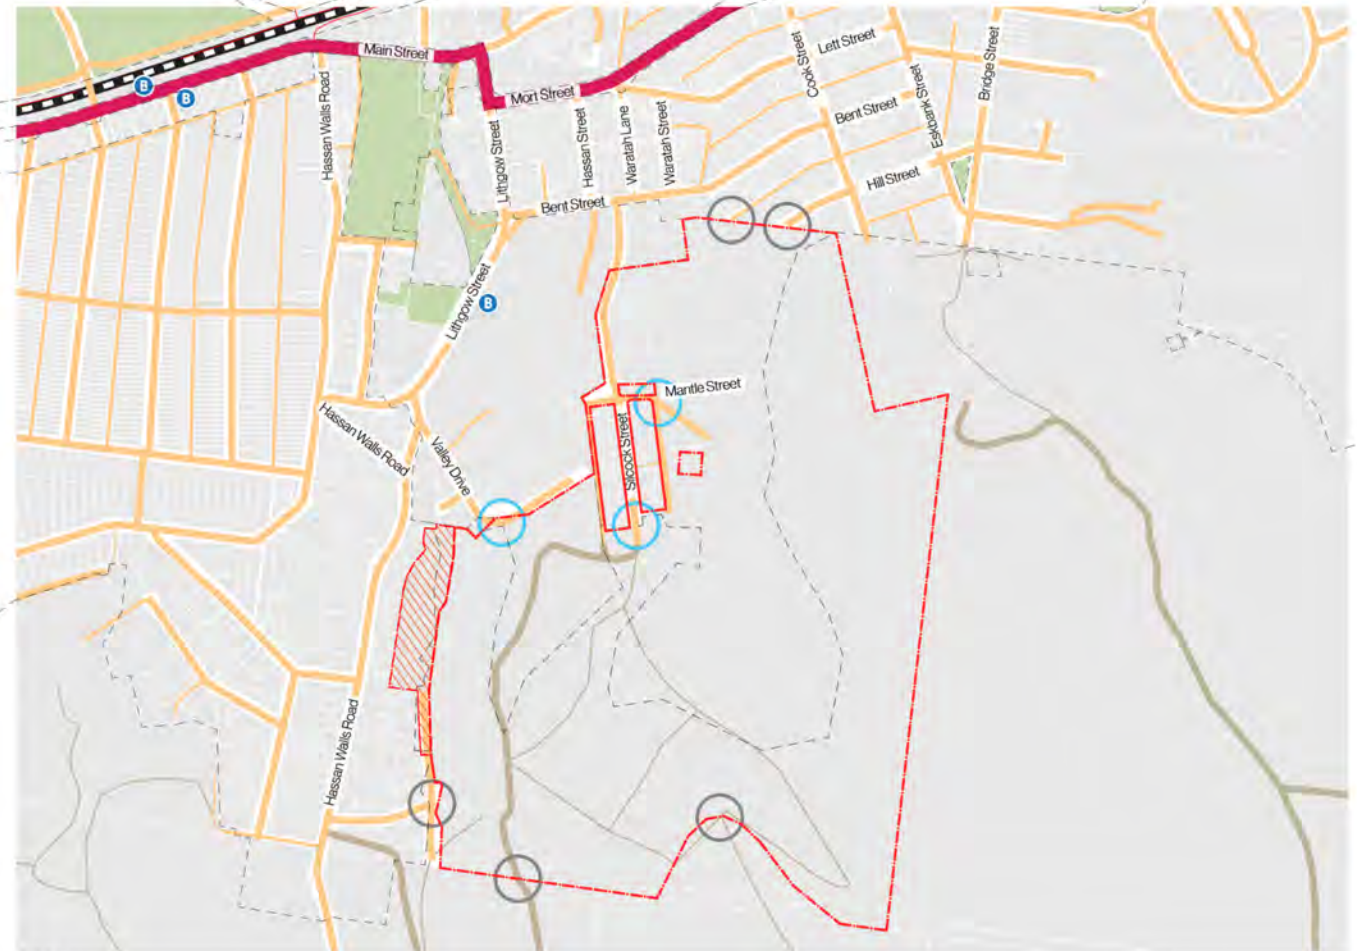 Main Street
B
B
Mort Street
Cook Street
Lett Street
Bridge Street
Eskbank Street
Bent Street
Hassan Walls Road
Lithgow Street
Hassan Street
Waratah Lane
Waratah Street
Hill Street
Bent Street
Lithgow Street
B
Mantle Street
Hassan Walls Road
Valley Drive
Silcock Street
Hassan Walls Road